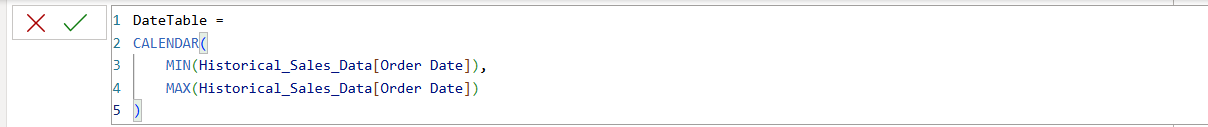 1 DateTable =
2 CALENDAR(
3 MIN(Historical_Sales_Data[Order Date]),
4 MAX(Historical_Sales_Data[Order Date])
5 )